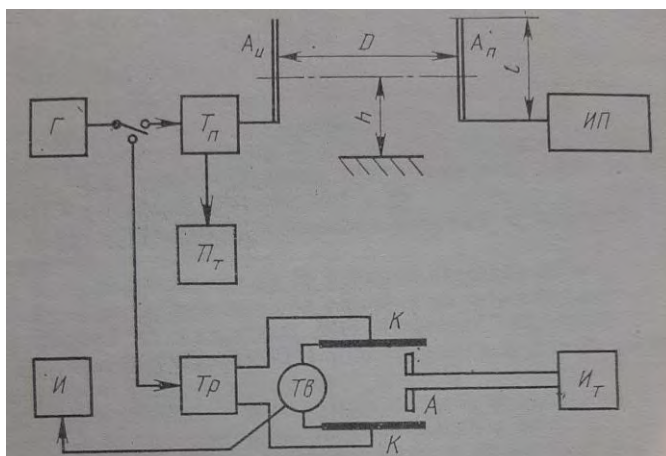 Aи D Aп
l
Г Тп h ИП
Пт
К
И Тр Тв Ит
А
К